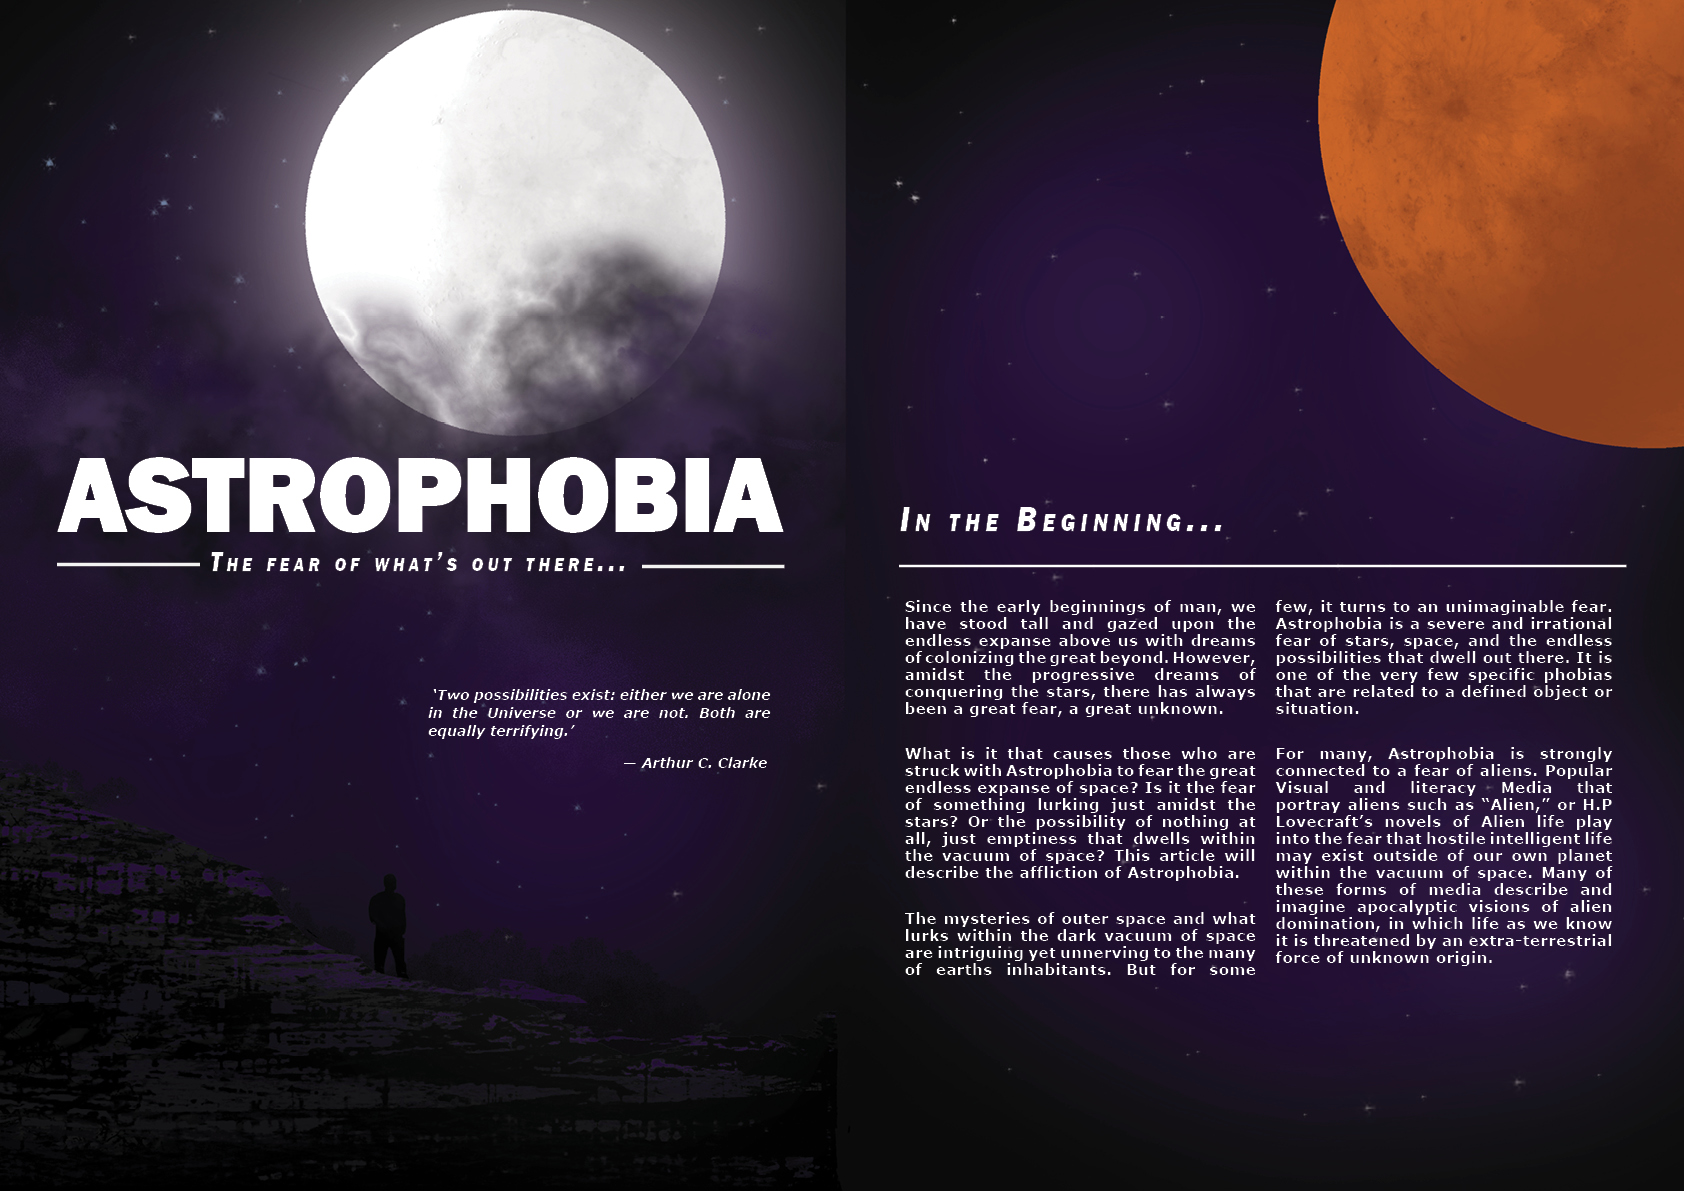 ASTROPHOBIA
The fear of what's out there...
'Two possibilities exist: either we are alone
in the Universe or we are not. Both are
equally terrifying.'
— Arthur C. Clarke
In the Beginning...
Since the early beginnings of man, we
have stood tall and gazed upon the
endless expanse above us with dreams
of colonizing the great beyond. However,
amidst the progressive dreams of
conquering the stars, there has always
been a great fear, a great unknown.
What is it that causes those who are
struck with Astrophobia to fear the great
endless expanse of space? Is it the fear
of something lurking just amidst the
stars? Or the possibility of nothing at
all, just emptiness that dwells within
the vacuum of space? This article will
describe the affliction of Astrophobia.
The mysteries of outer space and what
lurks within the dark vacuum of space
are intriguing yet unnerving to the many
of earths inhabitants. But for some
few, it turns to an unimaginable fear.
Astrophobia is a severe and irrational
fear of stars, space, and the endless
possibilities that dwell out there. It is
one of the very few specific phobias
that are related to a defined object or
situation.
For many, Astrophobia is strongly
connected to a fear of aliens. Popular
Visual and literacy Media that
portray aliens such as “Alien,” or H.P
Lovecraft’s novels of Alien life play
into the fear that hostile intelligent life
may exist outside of our own planet
within the vacuum of space. Many of
these forms of media describe and
imagine apocalyptic visions of alien
domination, in which life as we know
it is threatened by an extra-terrestrial
force of unknown origin.